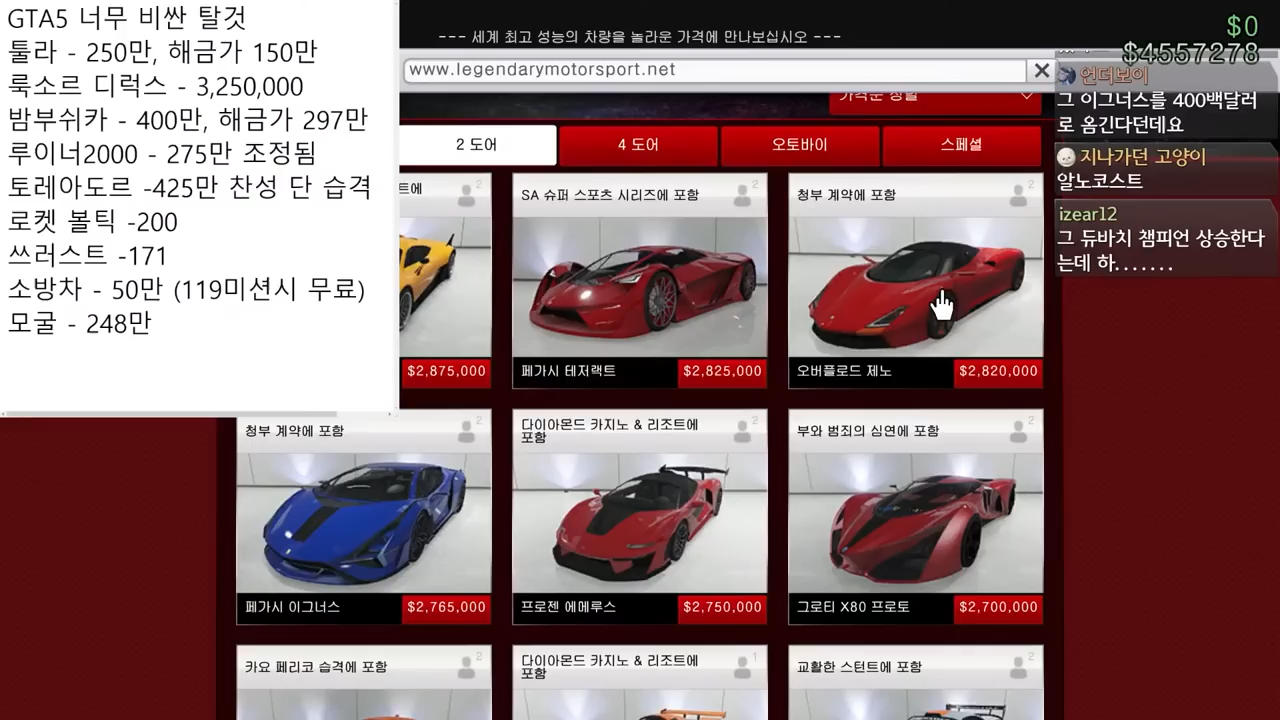 GTA5 너무 비싼 탈것
툴라 - 250만, 해금가 150만
룩소르 디럭스 - 3,250,000
밤부쉬카 - 400만, 해금가 297만
루이너2000 - 275만 조정됨
토레아도르 -425만 찬성 단 습격
로켓 볼틱 -200
쓰러스트 -171
소방차 - 50만 (119미션시 무료)
모굴 - 248만
--- 세계 최고 성능의 차량을 놀라운 가격에 만나보십시오 ---
$0
$4557278
www.legendarymotorsport.net
2 도어
4 도어
오토바이
스페셜
언더보이
그 이그너스를 400백달러
로 옴긴다던데요
지나가던 고양이
알노코스트
izear12
그 듀바치 챔피언 상승한다
는데 하.......
트에
2
SA 슈퍼 스포츠 시리즈에 포함
2
청부 계약에 포함
2
$2,875,000
페가시 테저랙트
$2,825,000
오버플로드 제노
$2,820,000
청부 계약에 포함
2
다이아몬드 카지노 & 리조트에
포함
2
부와 범죄의 심연에 포함
2
페가시 이그너스
$2,765,000
프로젠 에메루스
$2,750,000
그로티 X80 프로토
$2,700,000
카요 페리코 습격에 포함
2
다이아몬드 카지노 & 리조트에
포함
1
교활한 스턴트에 포함
2